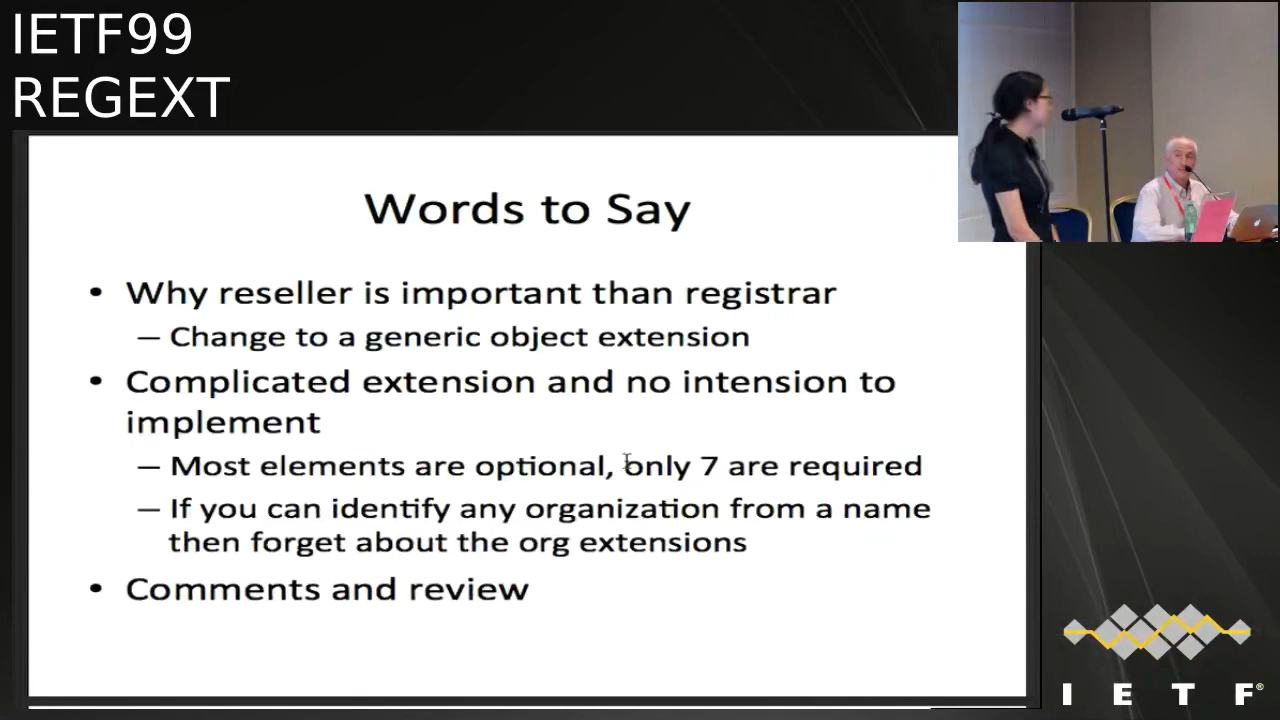 IETF99
REGEXT
Words to Say
• Why reseller is important than registrar
– Change to a generic object extension
• Complicated extension and no intension to
implement
– Most elements are optional, only 7 are required
– If you can identify any organization from a name
then forget about the org extensions
• Comments and review
I E T F®